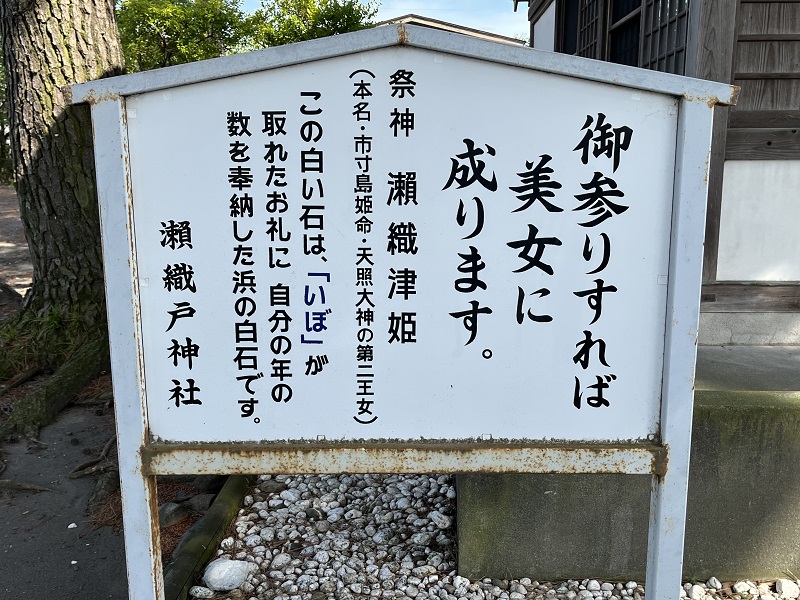 御参りすれば
美女に
成ります。
祭神 瀬織津姫
（本名・市寸島姫命・天照大神の第二王女）
この白い石は、「いぼ」が
取れたお礼に 自分の年の
数を奉納した浜の白石です。
瀬織戸神社